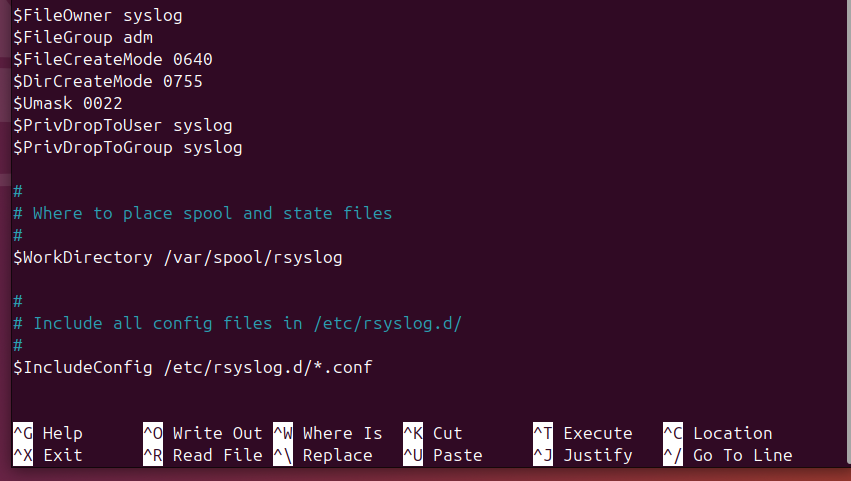 $FileOwner syslog
$FileGroup adm
$FileCreateMode 0640
$DirCreateMode 0755
$Umask 0022
$PrivDropToUser syslog
$PrivDropToGroup syslog
#
# Where to place spool and state files
#
$WorkDirectory /var/spool/rsyslog
#
# Include all config files in /etc/rsyslog.d/
#
$IncludeConfig /etc/rsyslog.d/*.conf
^G Help ^O Write Out ^W Where Is ^K Cut ^T Execute ^C Location
^X Exit ^R Read File ^\ Replace ^U Paste ^J Justify ^/ Go To Line